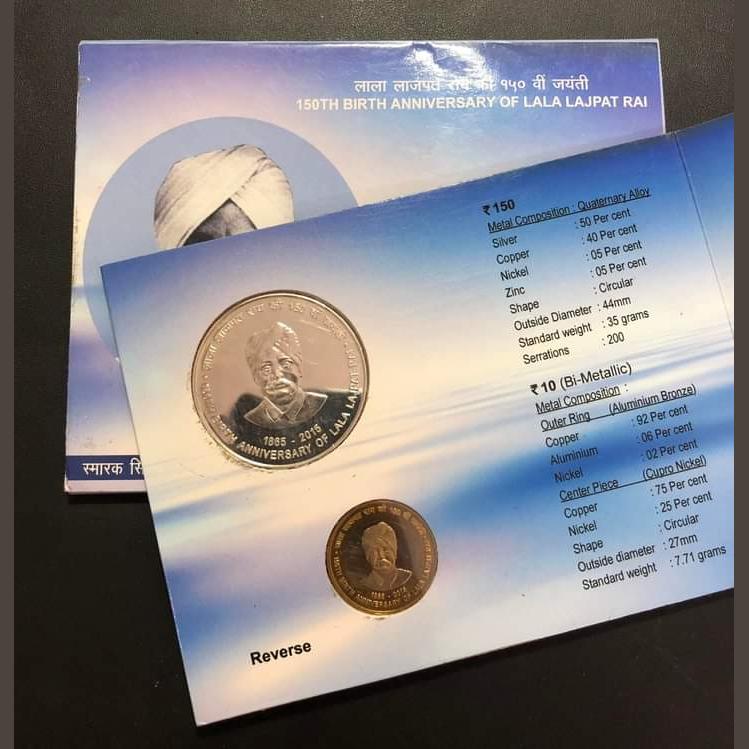 लाला लाजपत राय की १५० वीं जयंती
150TH BIRTH ANNIVERSARY OF LALA LAJPAT RAI
₹150
Metal Composition : Quaternary Alloy
Silver : 50 Per cent
Copper : 40 Per cent
Nickel : 05 Per cent
Zinc : 05 Per cent
Shape : Circular
Outside Diameter : 44mm
Standard weight : 35 grams
Serrations : 200
₹10 (Bi-Metallic)
Metal Composition :
Outer Ring (Aluminium Bronze)
Copper : 92 Per cent
Aluminium : 06 Per cent
Nickel : 02 Per cent
Center Piece (Cupro Nickel)
Copper : 75 Per cent
Nickel : 25 Per cent
Shape : Circular
Outside diameter : 27mm
Standard weight : 7.71 grams
1865 - 2015
ANNIVERSARY OF LALA
ANNIVERSARY OF LALA
स्मारक
Reverse